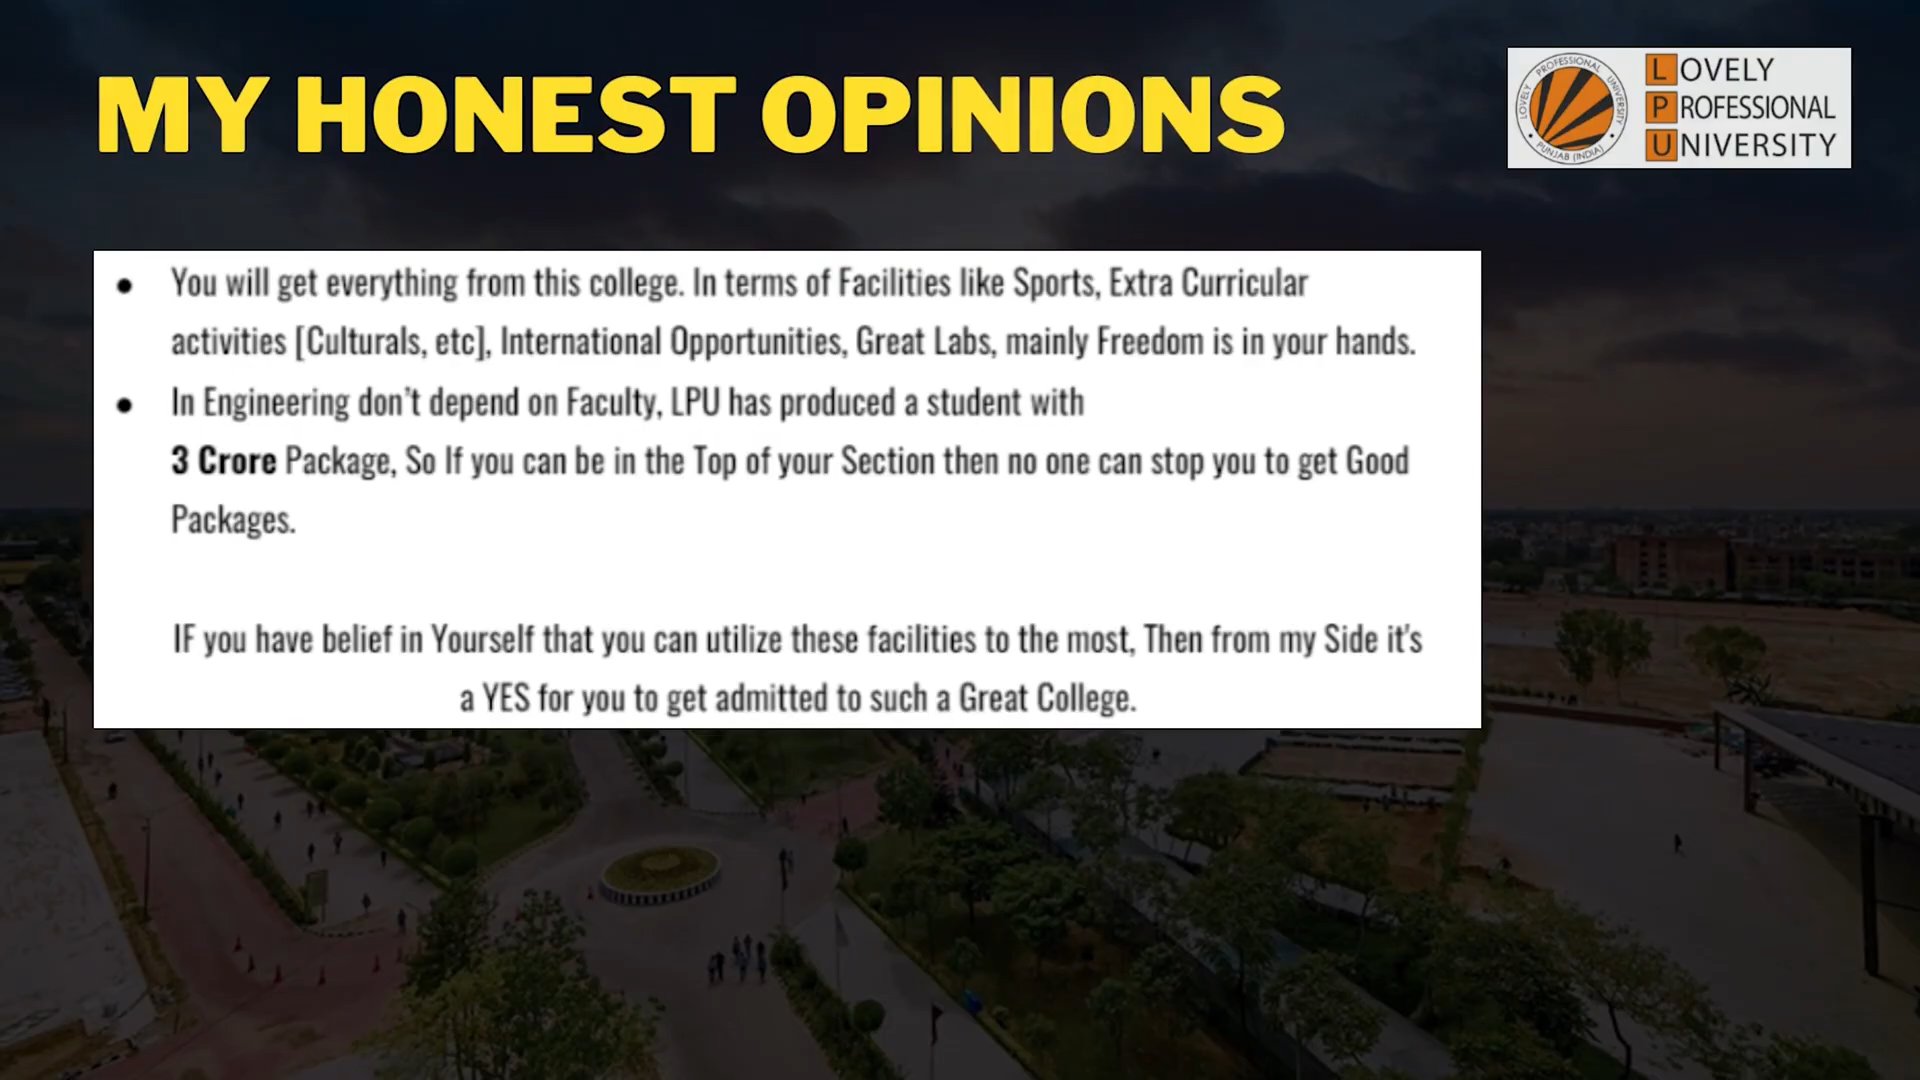 MY HONEST OPINIONS
LOVELY
PROFESSIONAL
UNIVERSITY
LOVELY PROFESSIONAL UNIVERSITY
PUNJAB (INDIA)
● You will get everything from this college. In terms of Facilities like Sports, Extra Curricular
activities [Culturals, etc], International Opportunities, Great Labs, mainly Freedom is in your hands.
● In Engineering don't depend on Faculty, LPU has produced a student with
3 Crore Package, So If you can be in the Top of your Section then no one can stop you to get Good
Packages.
IF you have belief in Yourself that you can utilize these facilities to the most, Then from my Side it's
a YES for you to get admitted to such a Great College.